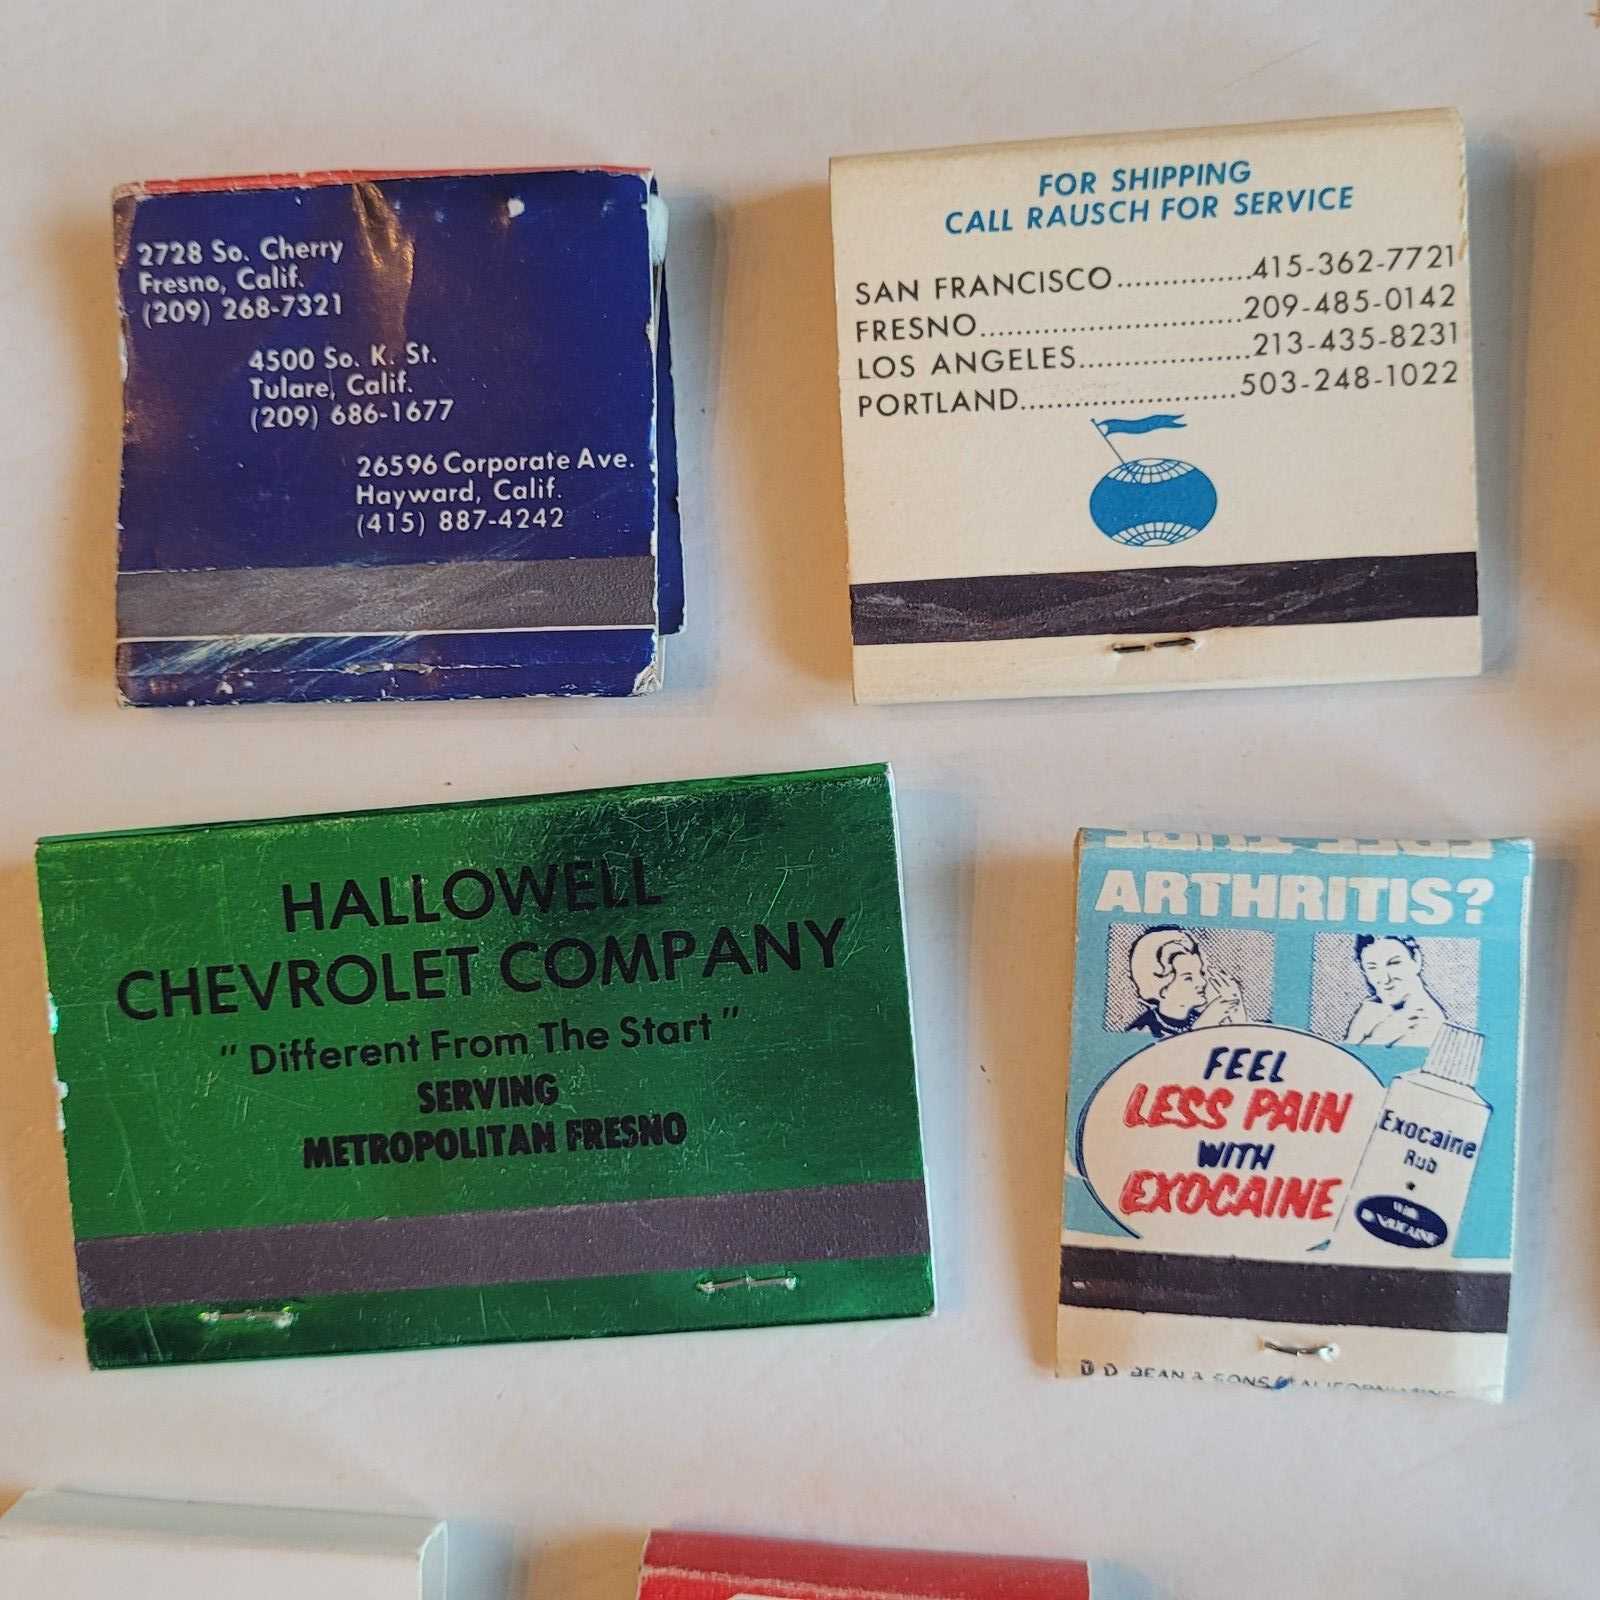 2728 So. Cherry
Fresno, Calif.
(209) 268-7321
4500 So. K. St.
Tulare, Calif.
(209) 686-1677
26596 Corporate Ave.
Hayward, Calif.
(415) 887-4242
FOR SHIPPING
CALL RAUSCH FOR SERVICE
SAN FRANCISCO...............415-362-7721
FRESNO.............................209-485-0142
LOS ANGELES...................213-435-8231
PORTLAND........................503-248-1022
HALLOWELL
CHEVROLET COMPANY
"Different From The Start"
SERVING
METROPOLITAN FRESNO
ARTHRITIS?
FEEL
LESS PAIN
WITH
EXOCAINE
Exocaine
Rub
D. D. BEAN & SONS